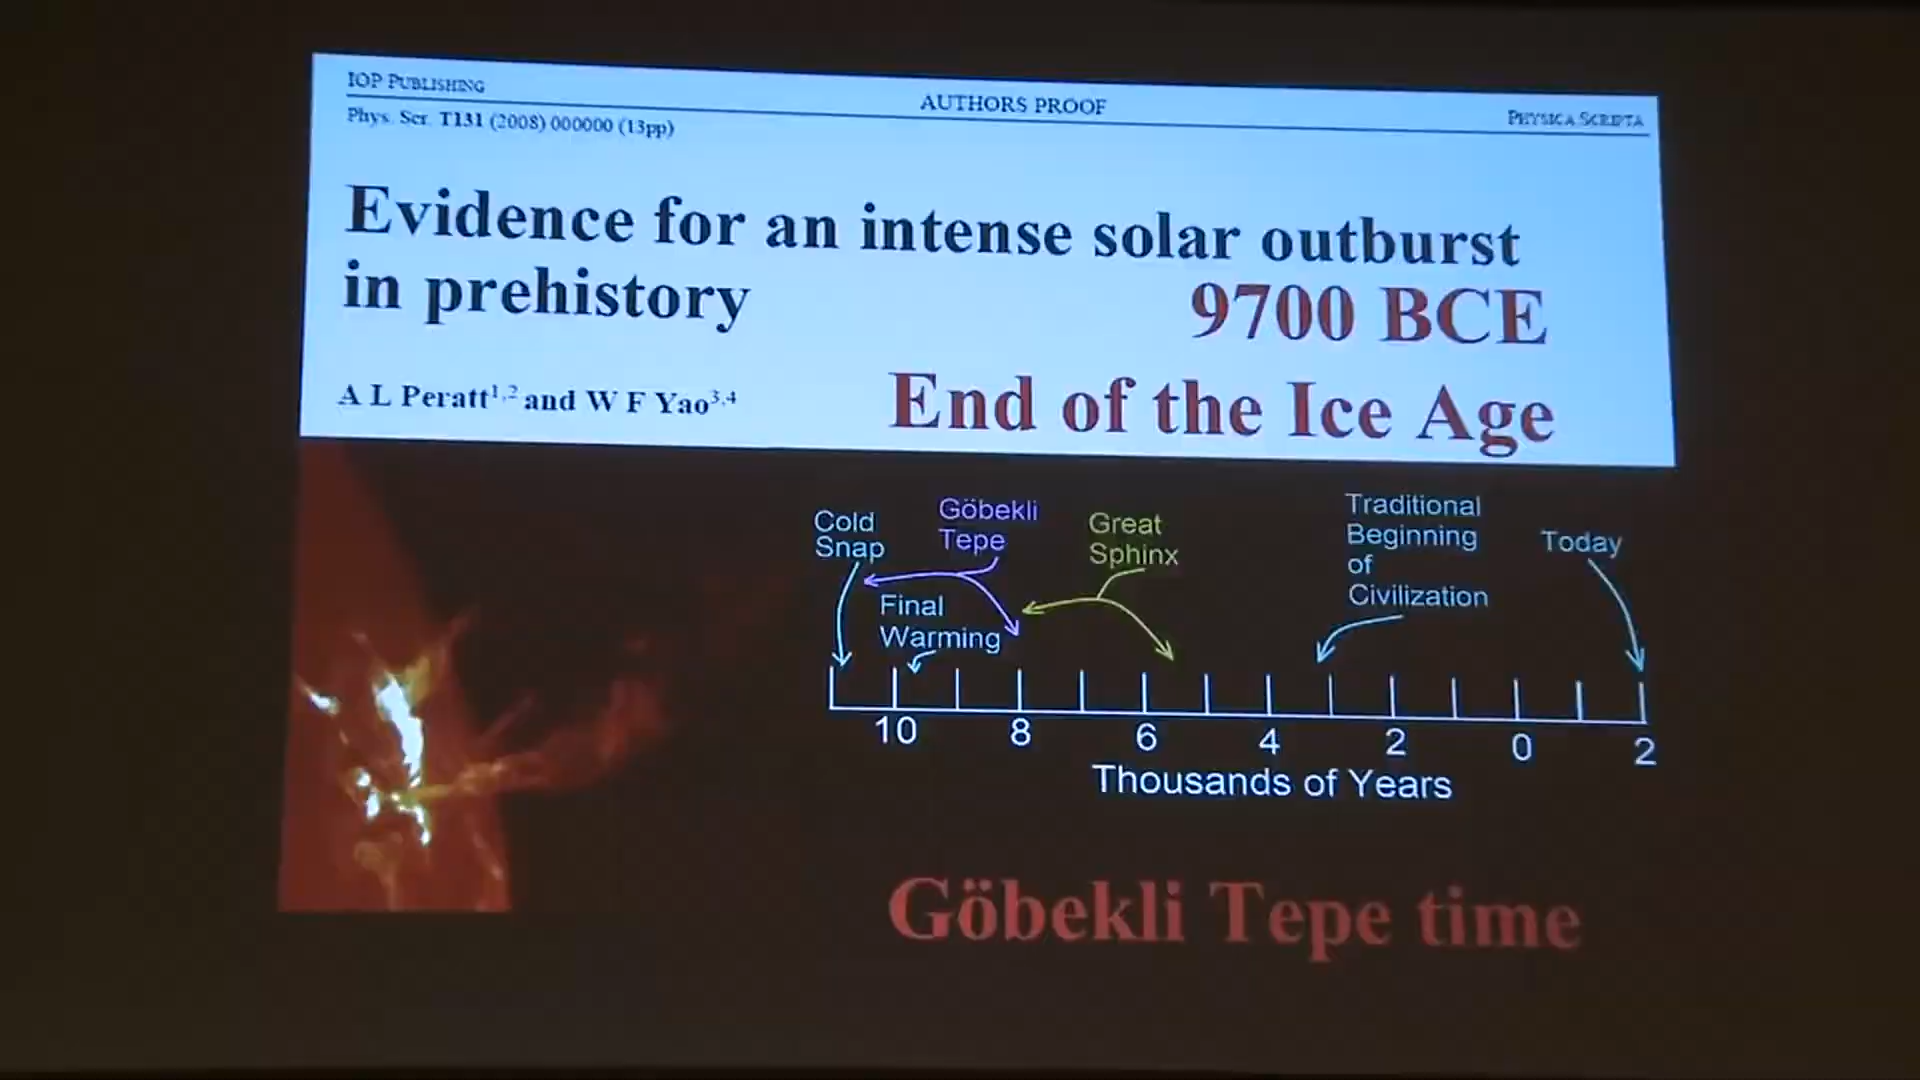 IOP PUBLISHING
AUTHORS PROOF
PHYSICA SCRIPTA
Phys. Scr. T131 (2008) 000000 (13pp)
Evidence for an intense solar outburst
in prehistory
9700 BCE
A L Peratt1,2 and W F Yao3,4
End of the Ice Age
Cold
Snap
Göbekli
Tepe
Great
Sphinx
Traditional
Beginning
of
Civilization
Today
Final
Warming
10 8 6 4 2 0 2
Thousands of Years
Göbekli Tepe time